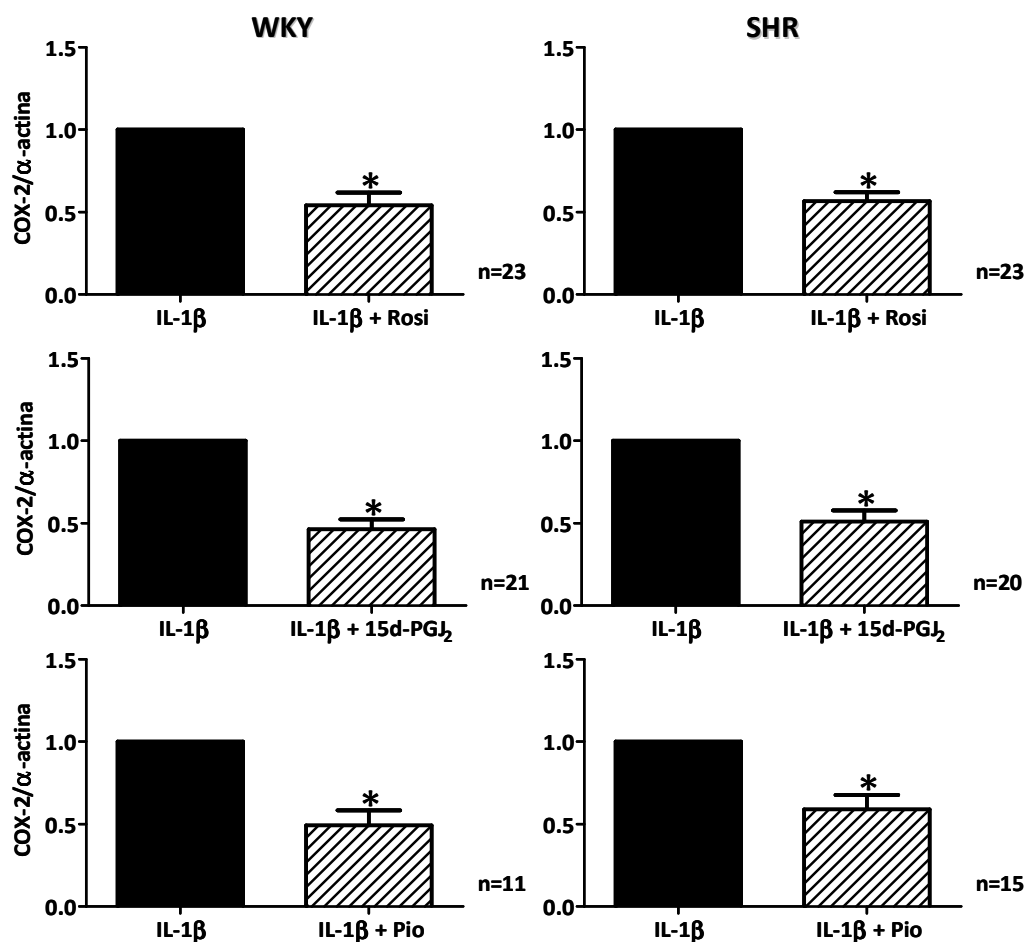 WKY
SHR
COX-2/α-actina
1.5
1.0
0.5
0.0
*
n=23
IL-1β
IL-1β + Rosi
1.5
1.0
0.5
0.0
*
n=23
IL-1β
IL-1β + Rosi
COX-2/α-actina
1.5
1.0
0.5
0.0
*
n=21
IL-1β
IL-1β + 15d-PGJ₂
1.5
1.0
0.5
0.0
*
n=20
IL-1β
IL-1β + 15d-PGJ₂
COX-2/α-actina
1.5
1.0
0.5
0.0
*
n=11
IL-1β
IL-1β + Pio
1.5
1.0
0.5
0.0
*
n=15
IL-1β
IL-1β + Pio